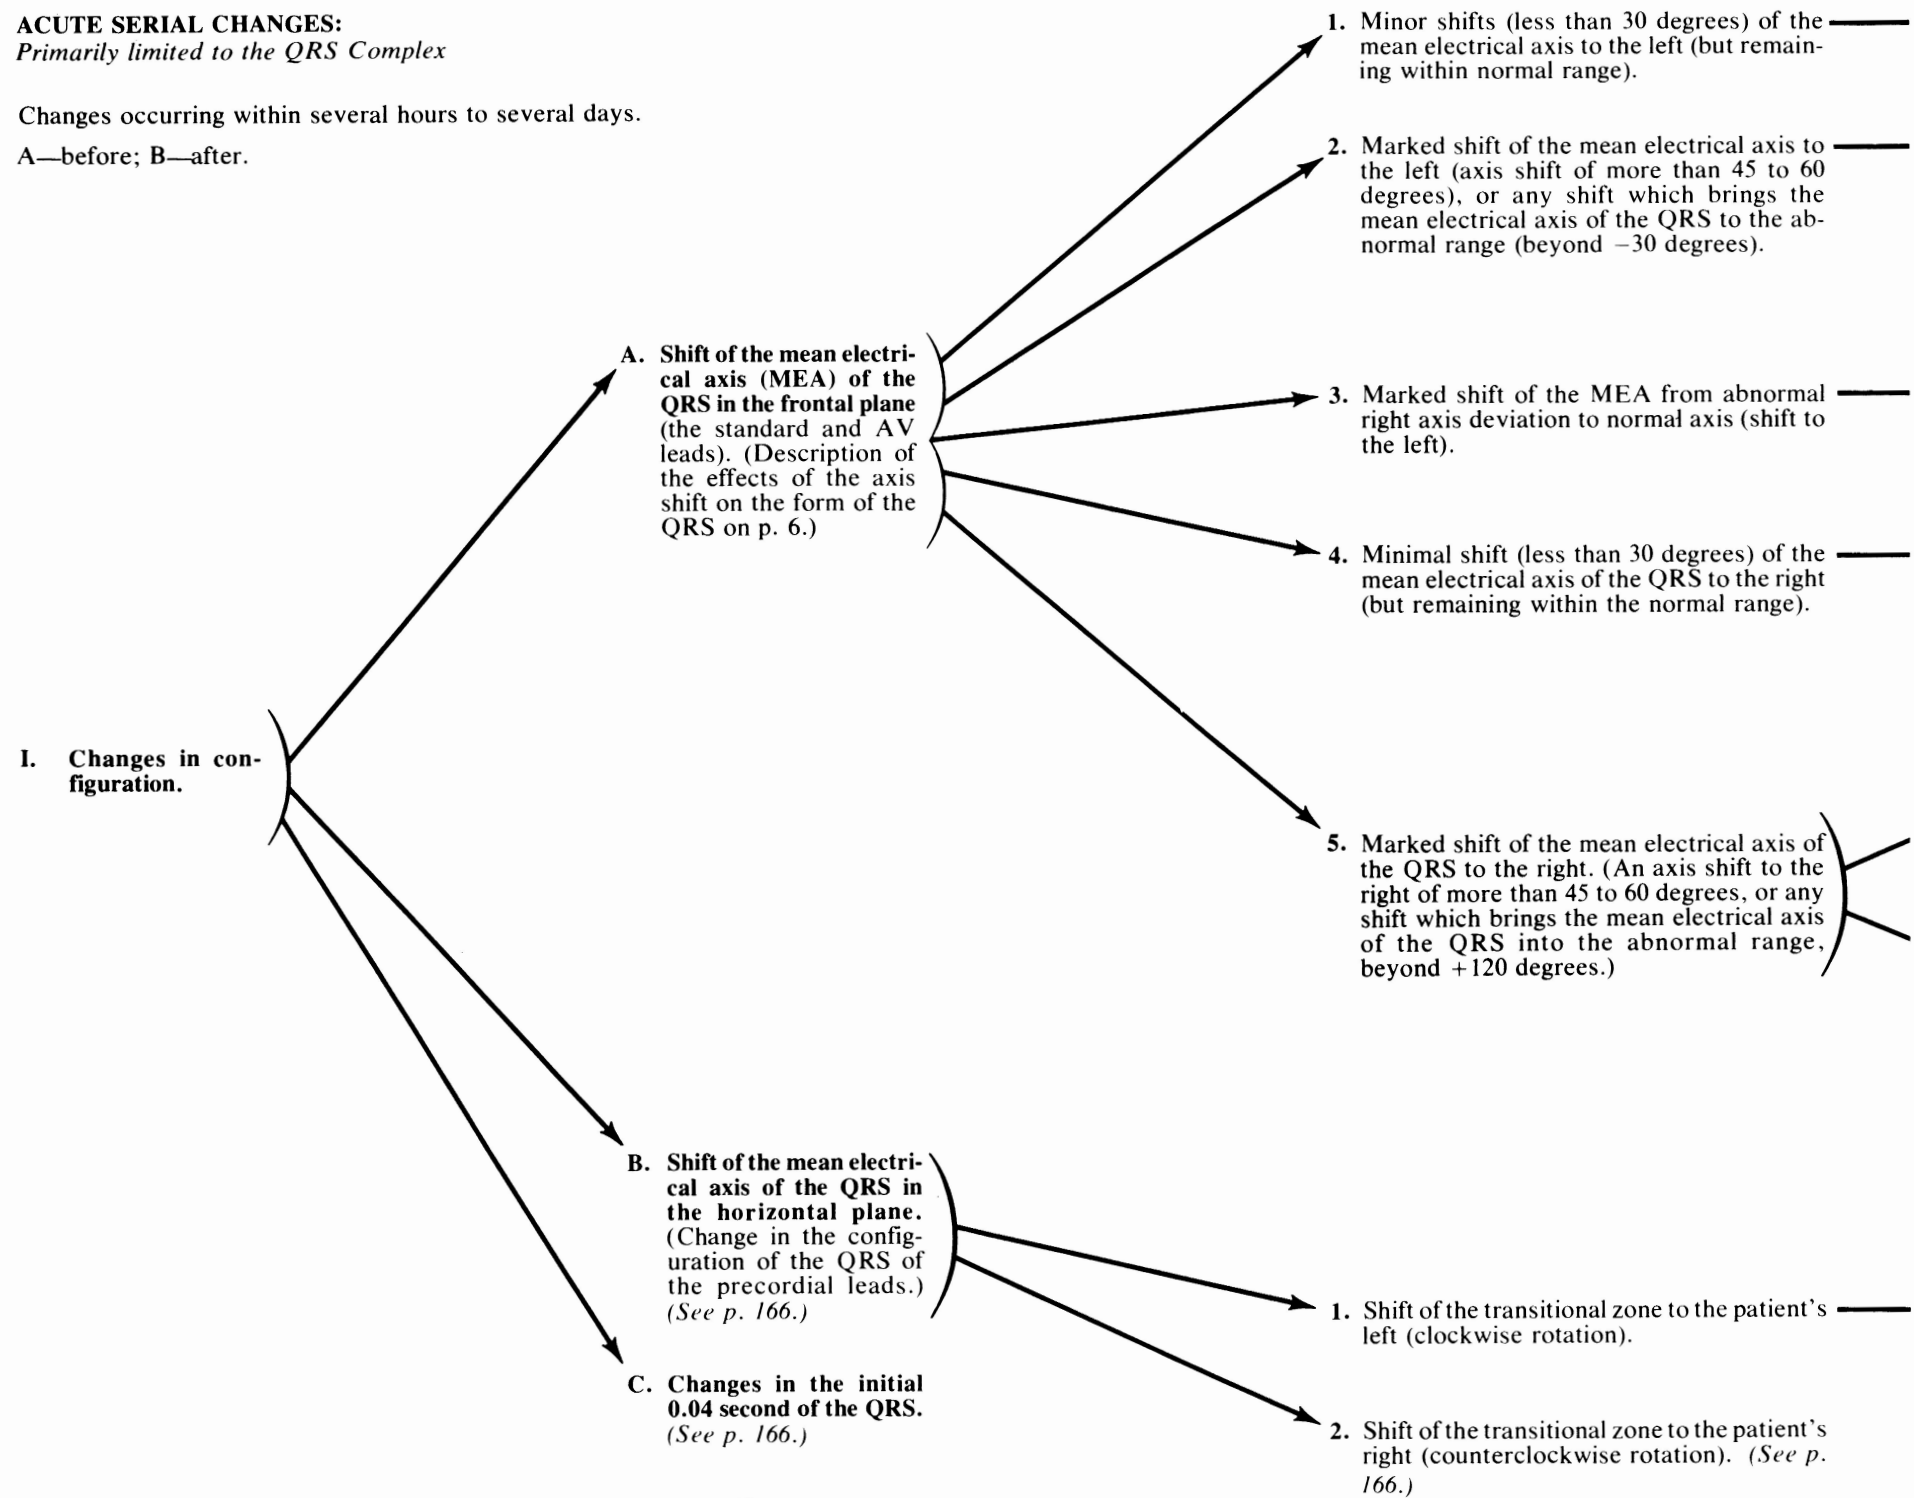 ACUTE SERIAL CHANGES:
Primarily limited to the QRS Complex
Changes occurring within several hours to several days.
A—before; B—after.
I. Changes in con-
figuration.
A. Shift of the mean electri-
cal axis (MEA) of the
QRS in the frontal plane
(the standard and AV
leads). (Description of
the effects of the axis
shift on the form of the
QRS on p. 6.)
1. Minor shifts (less than 30 degrees) of the
mean electrical axis to the left (but remain-
ing within normal range).
2. Marked shift of the mean electrical axis to
the left (axis shift of more than 45 to 60
degrees), or any shift which brings the
mean electrical axis of the QRS to the ab-
normal range (beyond −30 degrees).
3. Marked shift of the MEA from abnormal
right axis deviation to normal axis (shift to
the left).
4. Minimal shift (less than 30 degrees) of the
mean electrical axis of the QRS to the right
(but remaining within the normal range).
5. Marked shift of the mean electrical axis of
the QRS to the right. (An axis shift to the
right of more than 45 to 60 degrees, or any
shift which brings the mean electrical axis
of the QRS into the abnormal range,
beyond +120 degrees.)
B. Shift of the mean electri-
cal axis of the QRS in
the horizontal plane.
(Change in the config-
uration of the QRS of
the precordial leads.)
(See p. 166.)
1. Shift of the transitional zone to the patient's
left (clockwise rotation).
2. Shift of the transitional zone to the patient's
right (counterclockwise rotation). (See p.
166.)
C. Changes in the initial
0.04 second of the QRS.
(See p. 166.)